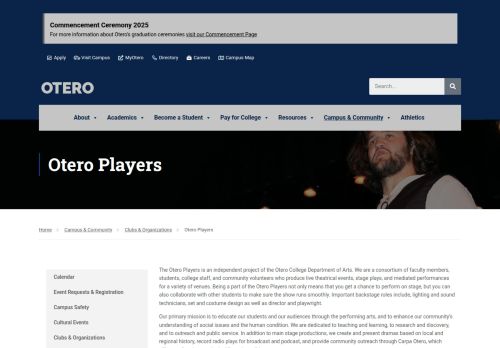 Commencement Ceremony 2025
For more information about Otero's graduation ceremonies visit our Commencement Page
Apply Visit Campus MyOtero Directory Careers Campus Map
OTERO
Search...
About Academics Become a Student Pay for College Resources Campus & Community Athletics
Otero Players
Home Campus & Community Clubs & Organizations Otero Players
Calendar
Event Requests & Registration
Campus Safety
Cultural Events
Clubs & Organizations
The Otero Players is an independent project of the Otero College Department of Arts. We are a consortium of faculty members,
students, college staff, and community volunteers who produce live theatrical events, stage plays, and mediated performances
for a variety of venues. Being a part of the Otero Players not only means that you get a chance to perform on stage, but you can
also collaborate with other students to make sure the show runs smoothly. Important backstage roles include, lighting and sound
technicians, set and costume design as well as director and playwright.
Our primary mission is to educate our students and our audiences through the performing arts, and to enhance our community's
understanding of social issues and the human condition. We are dedicated to teaching and learning, to research and discovery,
and to outreach and public service. In addition to main stage productions, we create and present dramas based on local and
regional history, record radio plays for broadcast and podcast, and provide community outreach through Carpa Otero, which